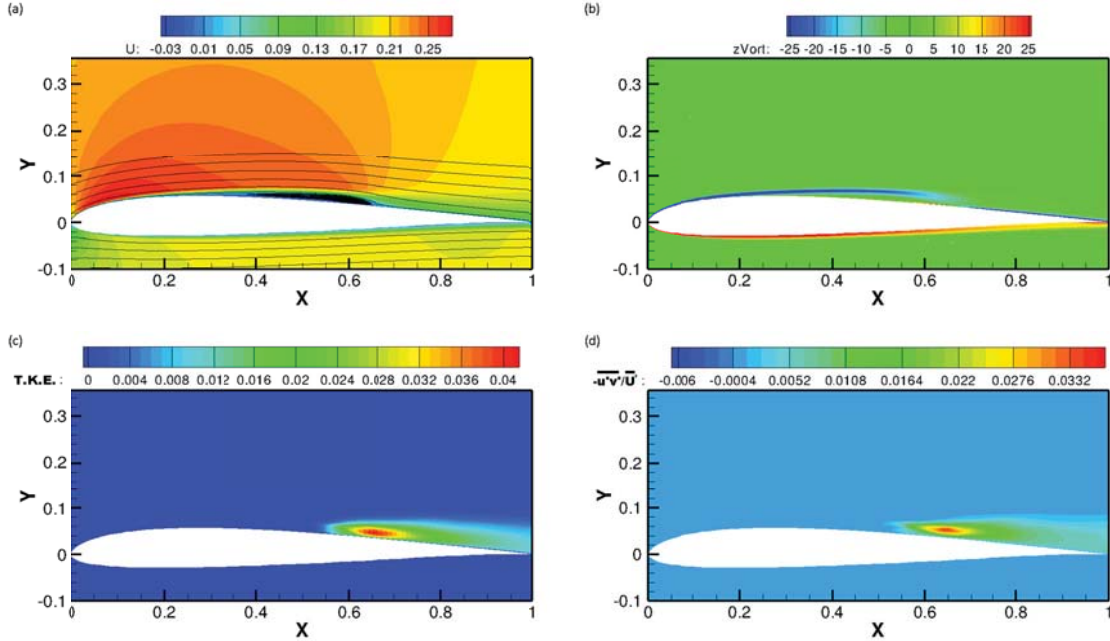 (a)
U: -0.03 0.01 0.05 0.09 0.13 0.17 0.21 0.25
Y
0.3
0.2
0.1
0
-0.1
0 0.2 0.4 0.6 0.8 1
X
(b)
zVort: -25 -20 -15 -10 -5 0 5 10 15 20 25
Y
0.3
0.2
0.1
0
-0.1
0 0.2 0.4 0.6 0.8 1
X
(c)
T.K.E. : 0 0.004 0.008 0.012 0.016 0.02 0.024 0.028 0.032 0.036 0.04
Y
0.3
0.2
0.1
0
-0.1
0 0.2 0.4 0.6 0.8 1
X
(d)
-0.006 -0.0004 0.0052 0.0108 0.0164 0.022 0.0276 0.0332
Y
0.3
0.2
0.1
0
-0.1
0 0.2 0.4 0.6 0.8 1
X